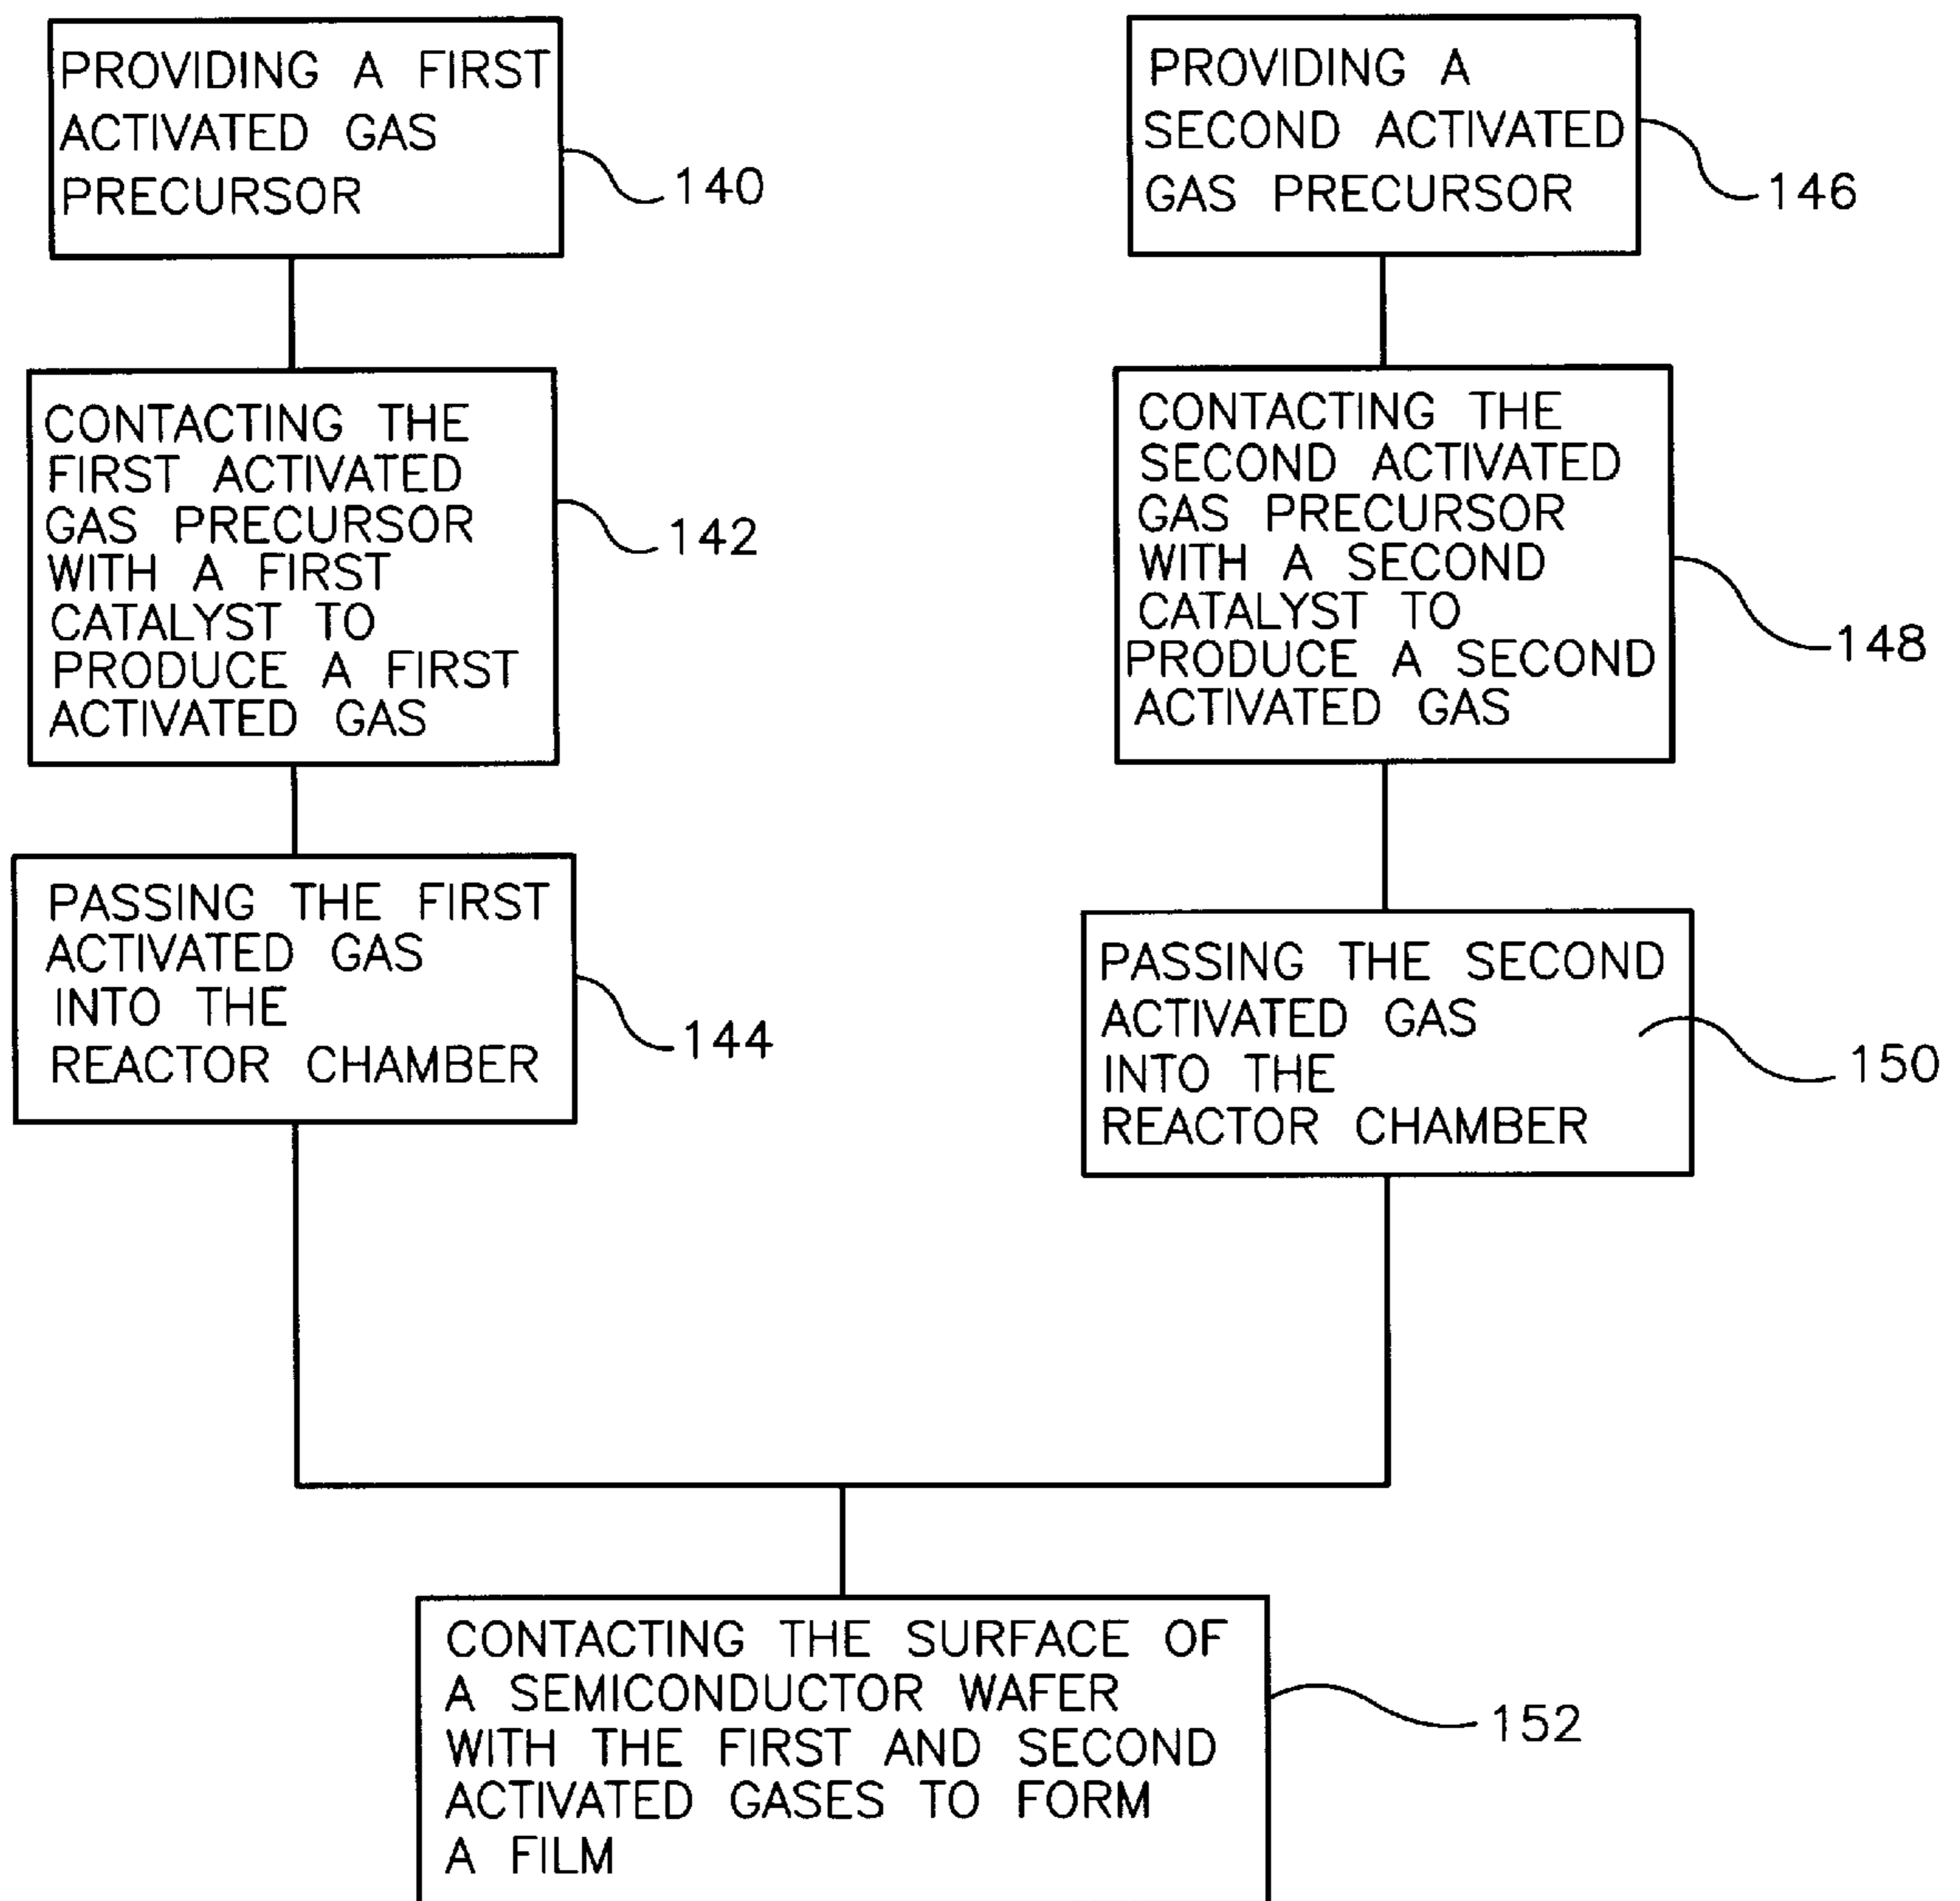 PROVIDING A FIRST
ACTIVATED GAS
PRECURSOR
140
CONTACTING THE
FIRST ACTIVATED
GAS PRECURSOR
WITH A FIRST
CATALYST TO
PRODUCE A FIRST
ACTIVATED GAS
142
PASSING THE FIRST
ACTIVATED GAS
INTO THE
REACTOR CHAMBER
144
PROVIDING A
SECOND ACTIVATED
GAS PRECURSOR
146
CONTACTING THE
SECOND ACTIVATED
GAS PRECURSOR
WITH A SECOND
CATALYST TO
PRODUCE A SECOND
ACTIVATED GAS
148
PASSING THE SECOND
ACTIVATED GAS
INTO THE
REACTOR CHAMBER
150
CONTACTING THE SURFACE OF
A SEMICONDUCTOR WAFER
WITH THE FIRST AND SECOND
ACTIVATED GASES TO FORM
A FILM
152